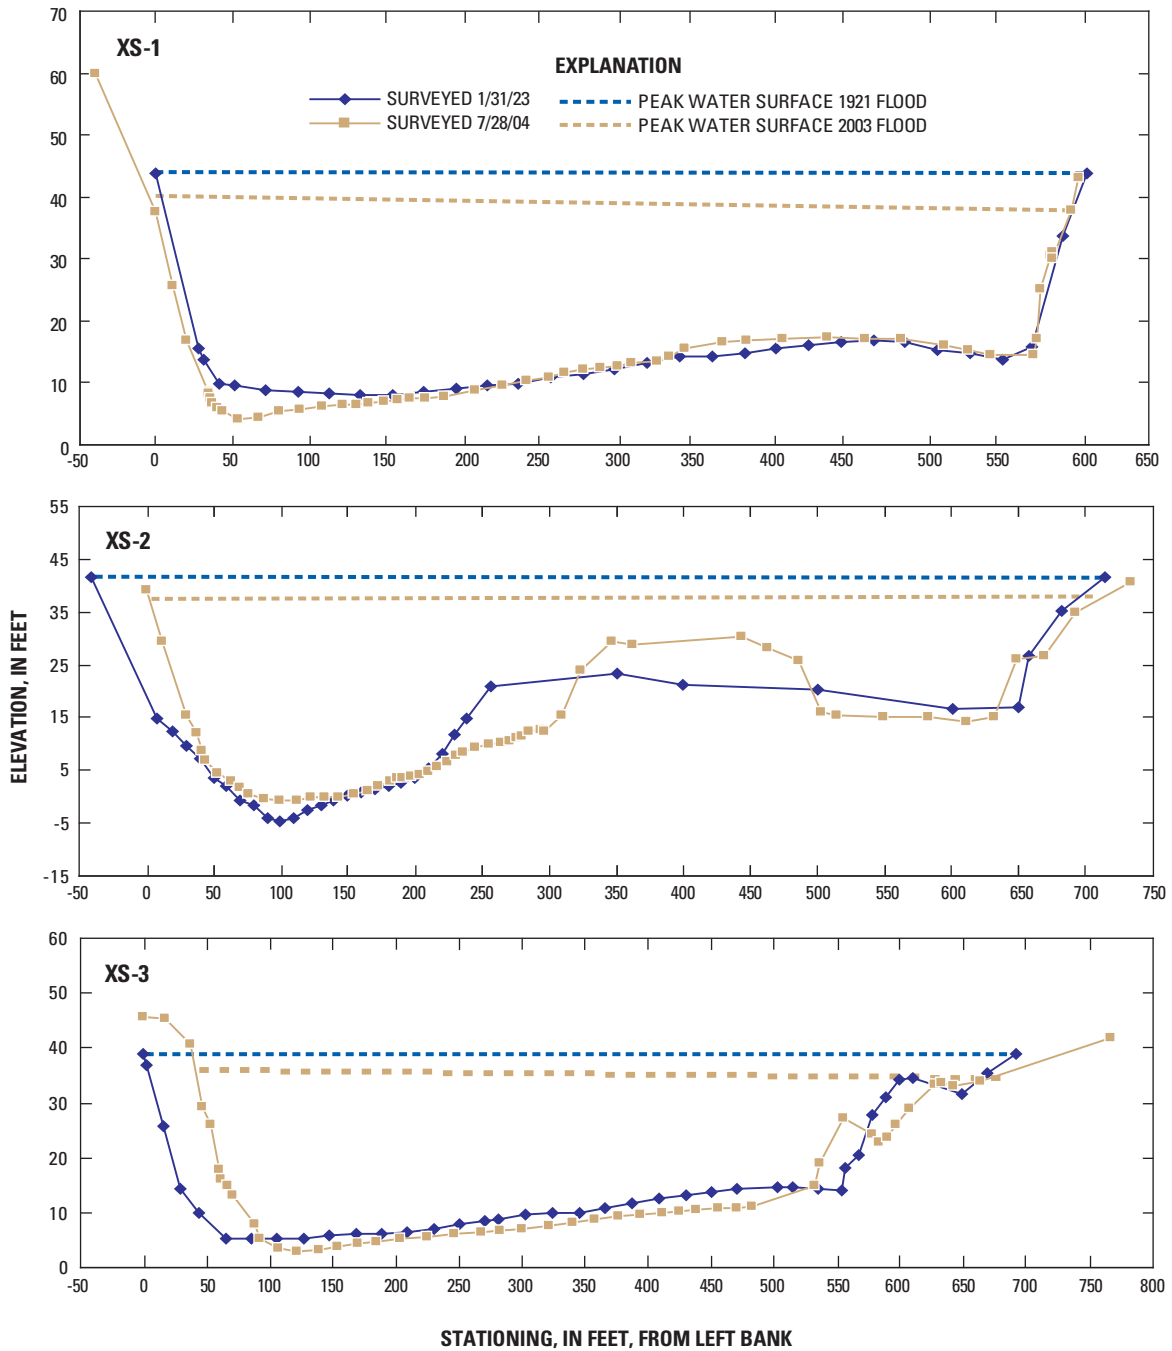 70
60
50
40
30
20
10
0
XS-1
EXPLANATION
SURVEYED 1/31/23
SURVEYED 7/28/04
PEAK WATER SURFACE 1921 FLOOD
PEAK WATER SURFACE 2003 FLOOD
-50 0 50 100 150 200 250 300 350 400 450 500 550 600 650
55
45
35
25
15
5
-5
-15
XS-2
ELEVATION, IN FEET
-50 0 50 100 150 200 250 300 350 400 450 500 550 600 650 700 750
60
50
40
30
20
10
0
XS-3
-50 0 50 100 150 200 250 300 350 400 450 500 550 600 650 700 750 800
STATIONING, IN FEET, FROM LEFT BANK